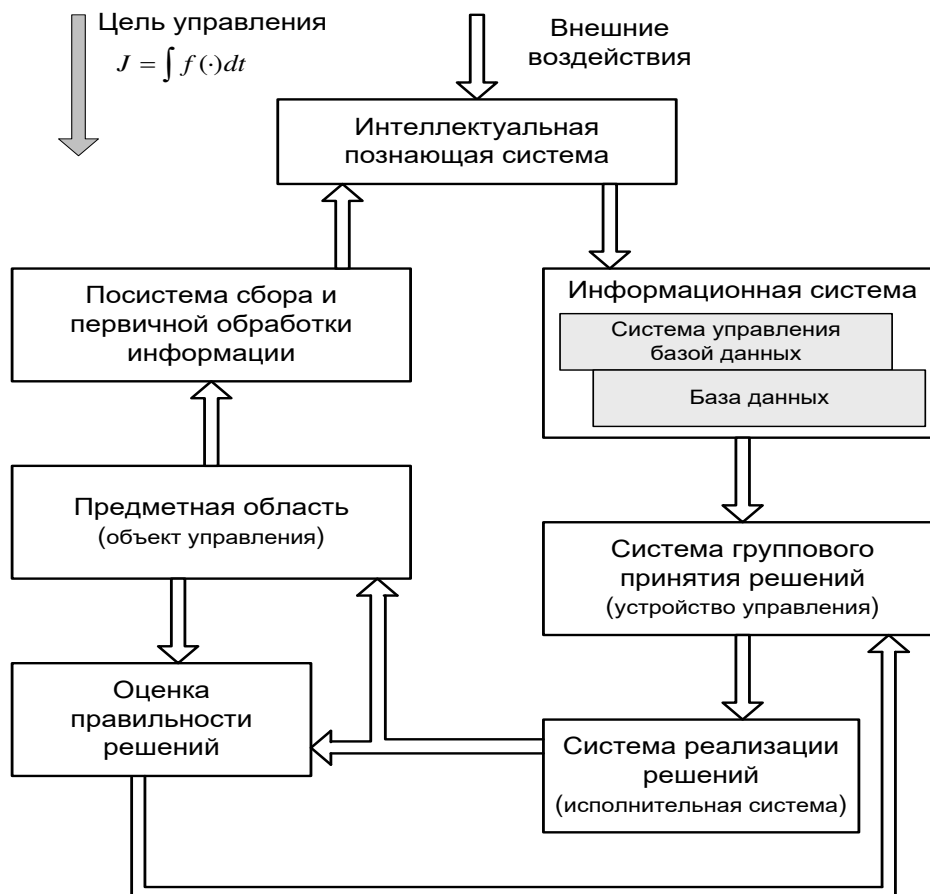 Цель управления
J = ∫ f(·)dt
Внешние
воздействия
Интеллектуальная
познающая система
Посистема сбора и
первичной обработки
информации
Информационная система
Система управления
базой данных
База данных
Предметная область
(объект управления)
Система группового
принятия решений
(устройство управления)
Оценка
правильности
решений
Система реализации
решений
(исполнительная система)